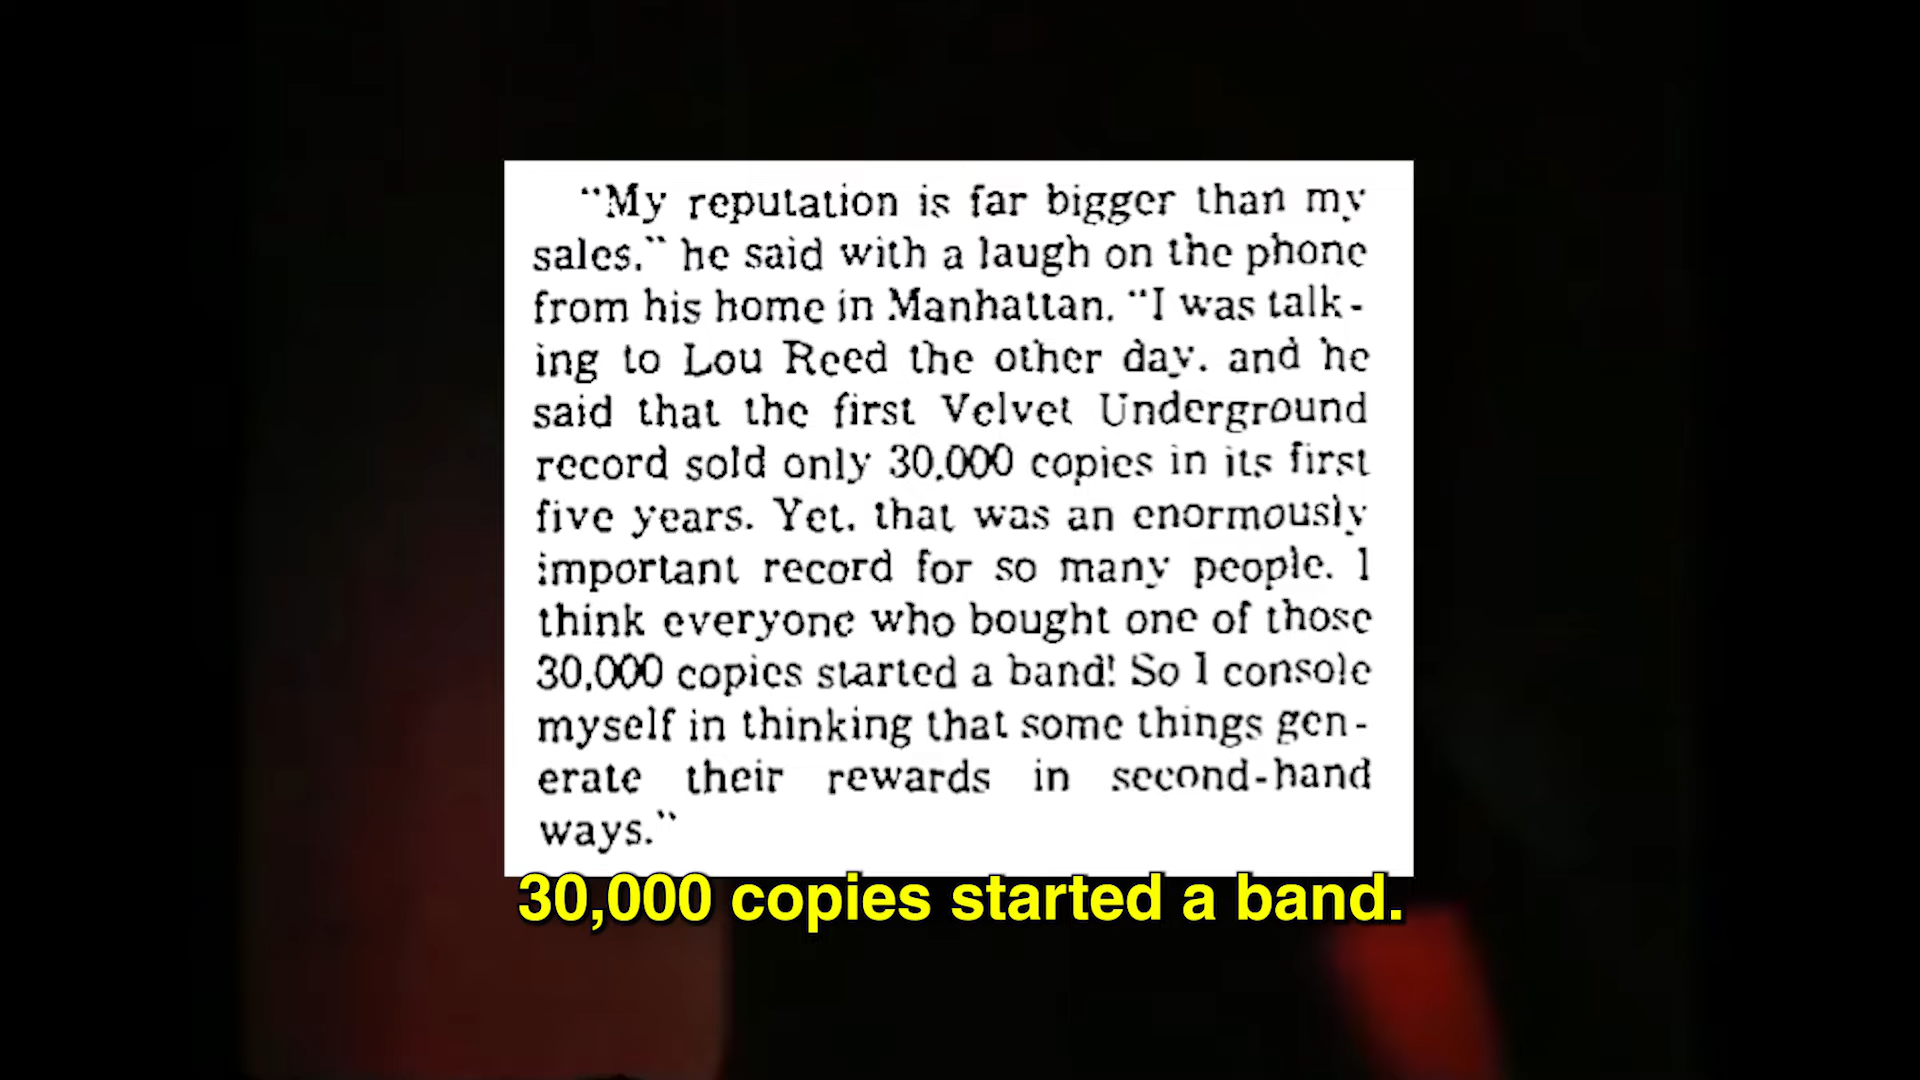 "My reputation is far bigger than my
sales." he said with a laugh on the phone
from his home in Manhattan. "I was talk-
ing to Lou Reed the other day. and he
said that the first Velvet Underground
record sold only 30,000 copies in its first
five years. Yet. that was an enormously
important record for so many people. I
think everyone who bought one of those
30,000 copies started a band! So I console
myself in thinking that some things gen-
erate their rewards in second-hand
ways."
30,000 copies started a band.